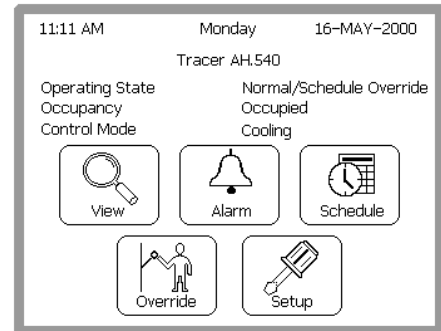 11:11 AM Monday 16-MAY-2000
Tracer AH.540
Operating State Normal/Schedule Override
Occupancy Occupied
Control Mode Cooling
View Alarm Schedule
Override Setup